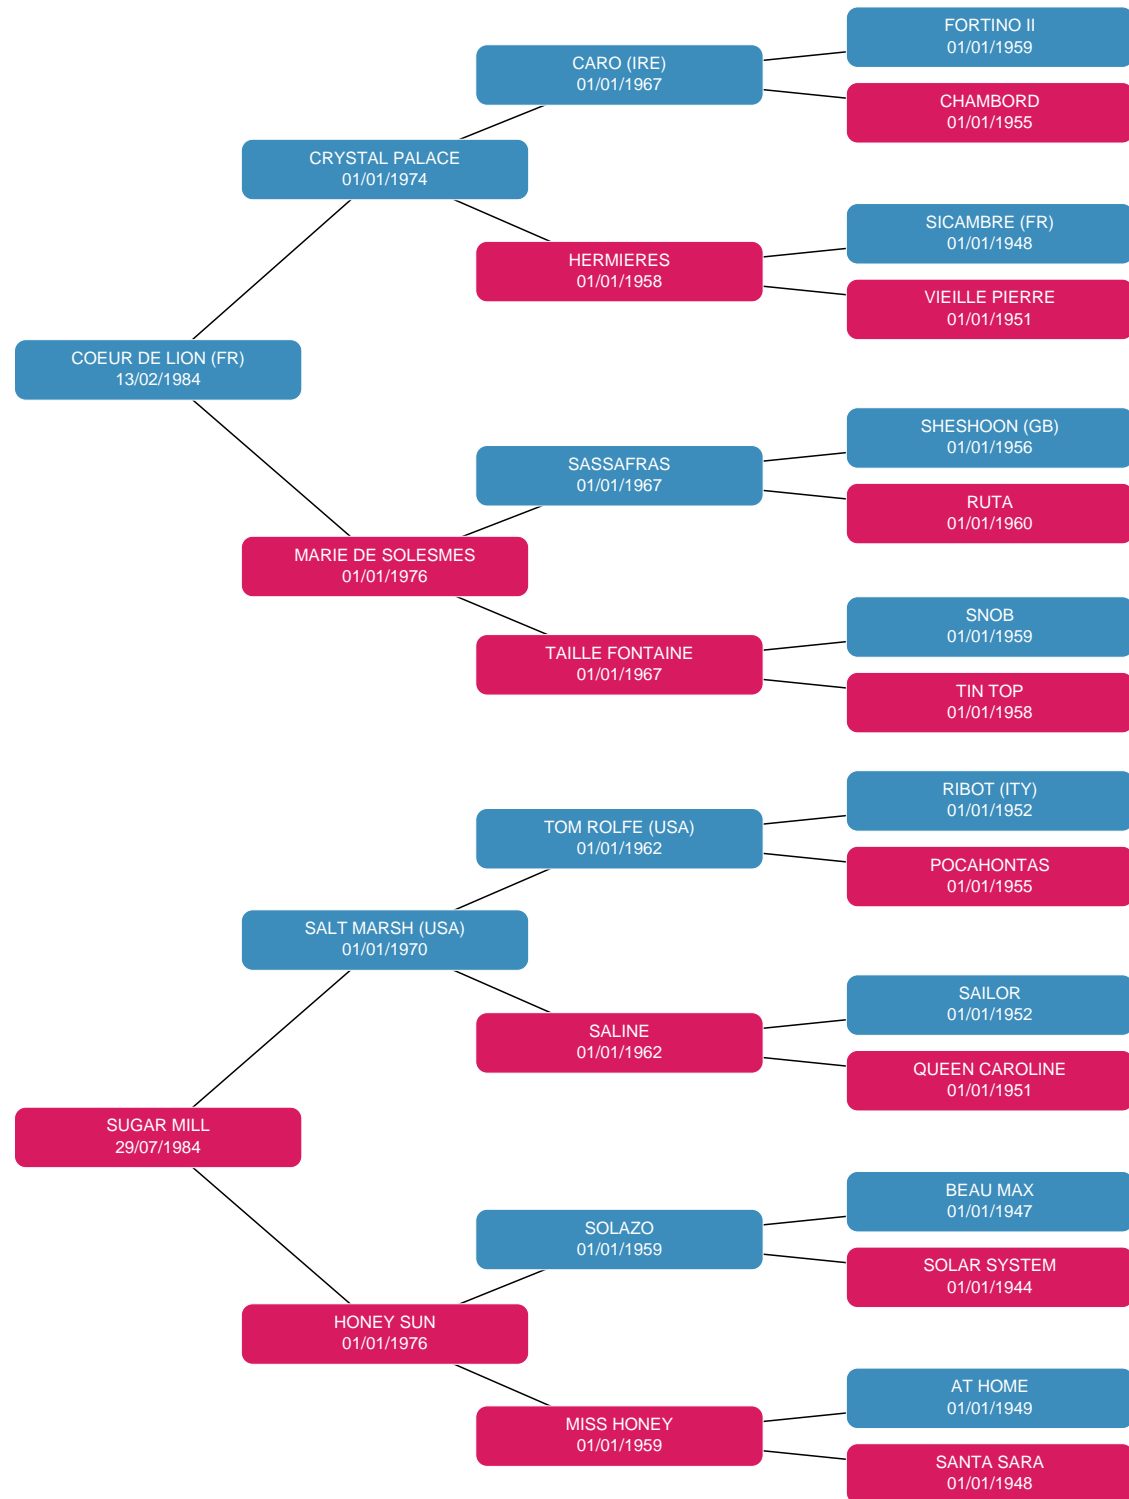 FORTINO II
01/01/1959
CARO (IRE)
01/01/1967
CHAMBORD
01/01/1955
CRYSTAL PALACE
01/01/1974
SICAMBRE (FR)
01/01/1948
HERMIERES
01/01/1958
VIEILLE PIERRE
01/01/1951
COEUR DE LION (FR)
13/02/1984
SHESHOON (GB)
01/01/1956
SASSAFRAS
01/01/1967
RUTA
01/01/1960
MARIE DE SOLESMES
01/01/1976
SNOB
01/01/1959
TAILLE FONTAINE
01/01/1967
TIN TOP
01/01/1958
RIBOT (ITY)
01/01/1952
TOM ROLFE (USA)
01/01/1962
POCAHONTAS
01/01/1955
SALT MARSH (USA)
01/01/1970
SAILOR
01/01/1952
SALINE
01/01/1962
QUEEN CAROLINE
01/01/1951
SUGAR MILL
29/07/1984
BEAU MAX
01/01/1947
SOLAZO
01/01/1959
SOLAR SYSTEM
01/01/1944
HONEY SUN
01/01/1976
AT HOME
01/01/1949
MISS HONEY
01/01/1959
SANTA SARA
01/01/1948